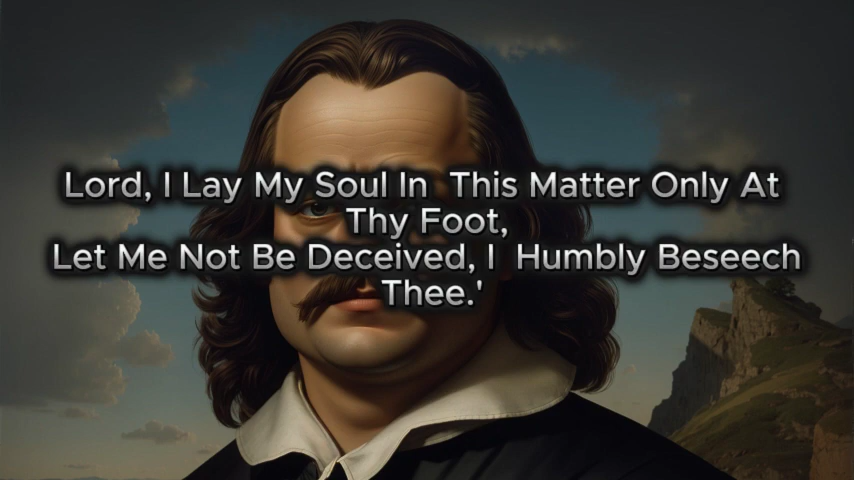 Lord, I Lay My Soul In  This Matter Only At
Thy Foot,
Let Me Not Be Deceived, I  Humbly Beseech
Thee.'